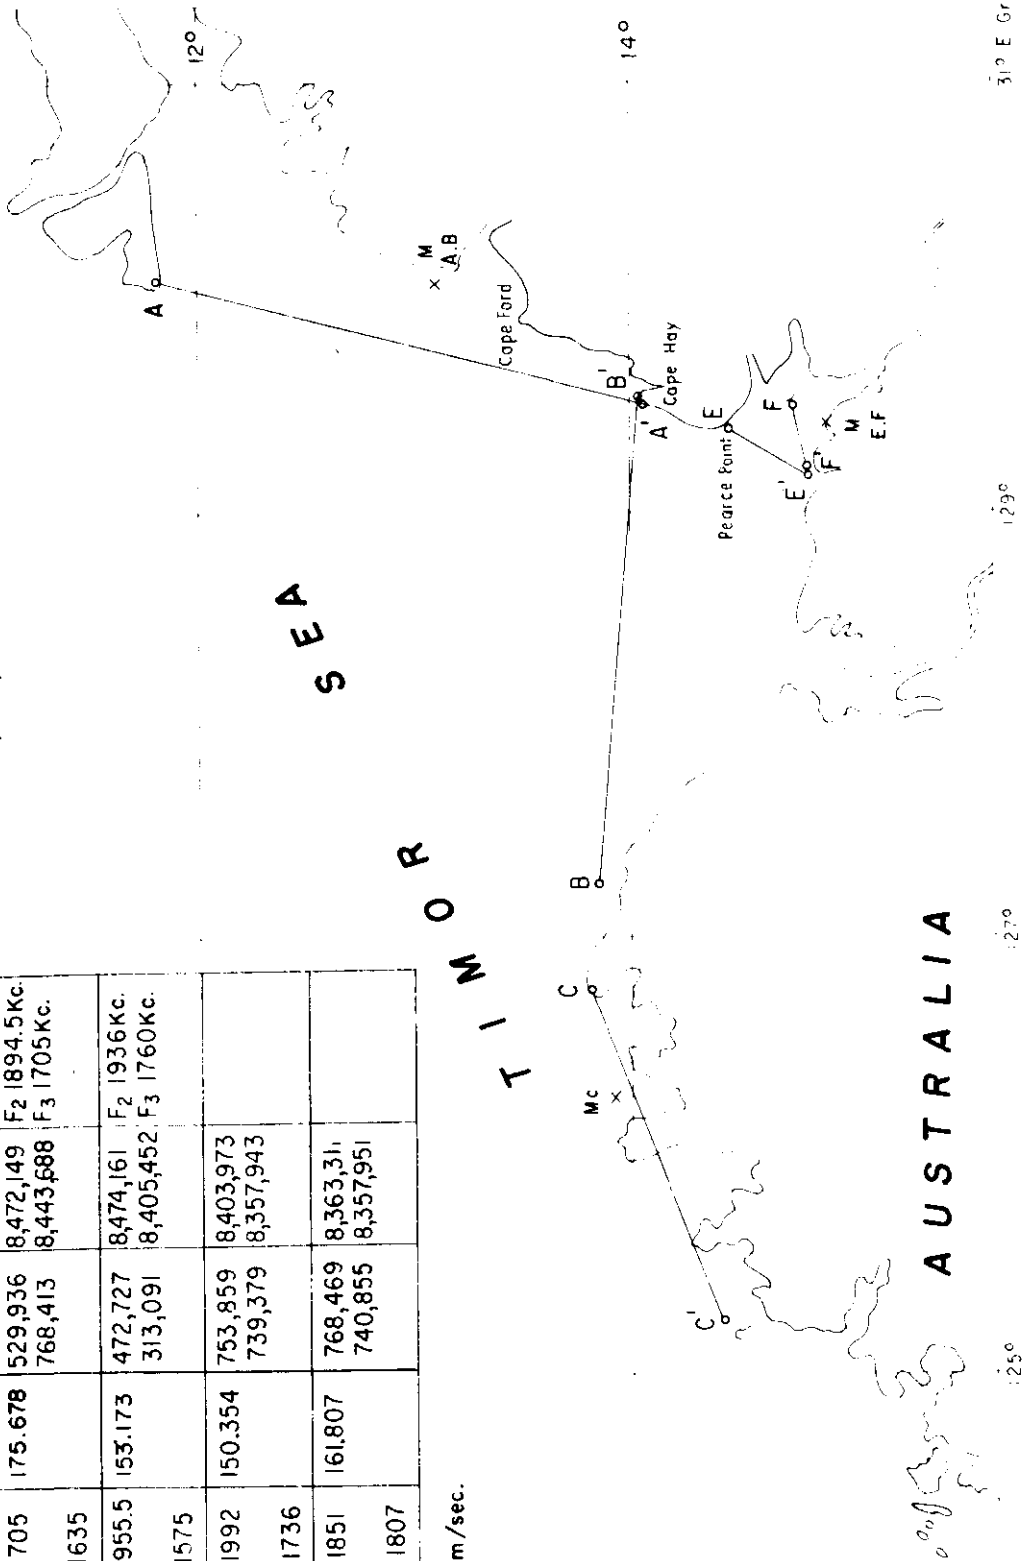 705 175.678 529,936 8,472,149 F2 1894.5Kc.
1635 768,413 8,443,688 F3 1705Kc.
955.5 153.173 472,727 8,474,161 F2 1936Kc.
1575 313,091 8,405,452 F3 1760Kc.
1992 150.354 753,859 8,403,973
1736 739,379 8,357,943
1851 161.807 768,469 8,363,311
1807 740,855 8,357,951
m/sec.
12°
A
M
A.B
Cape Ford
14°
B'
A'
Cape Hay
E
Pearce Point
F
E'
F'
M
E.F
TIMOR SEA
B
C
Mc
C'
AUSTRALIA
125°
127°
129°
31° E Gr